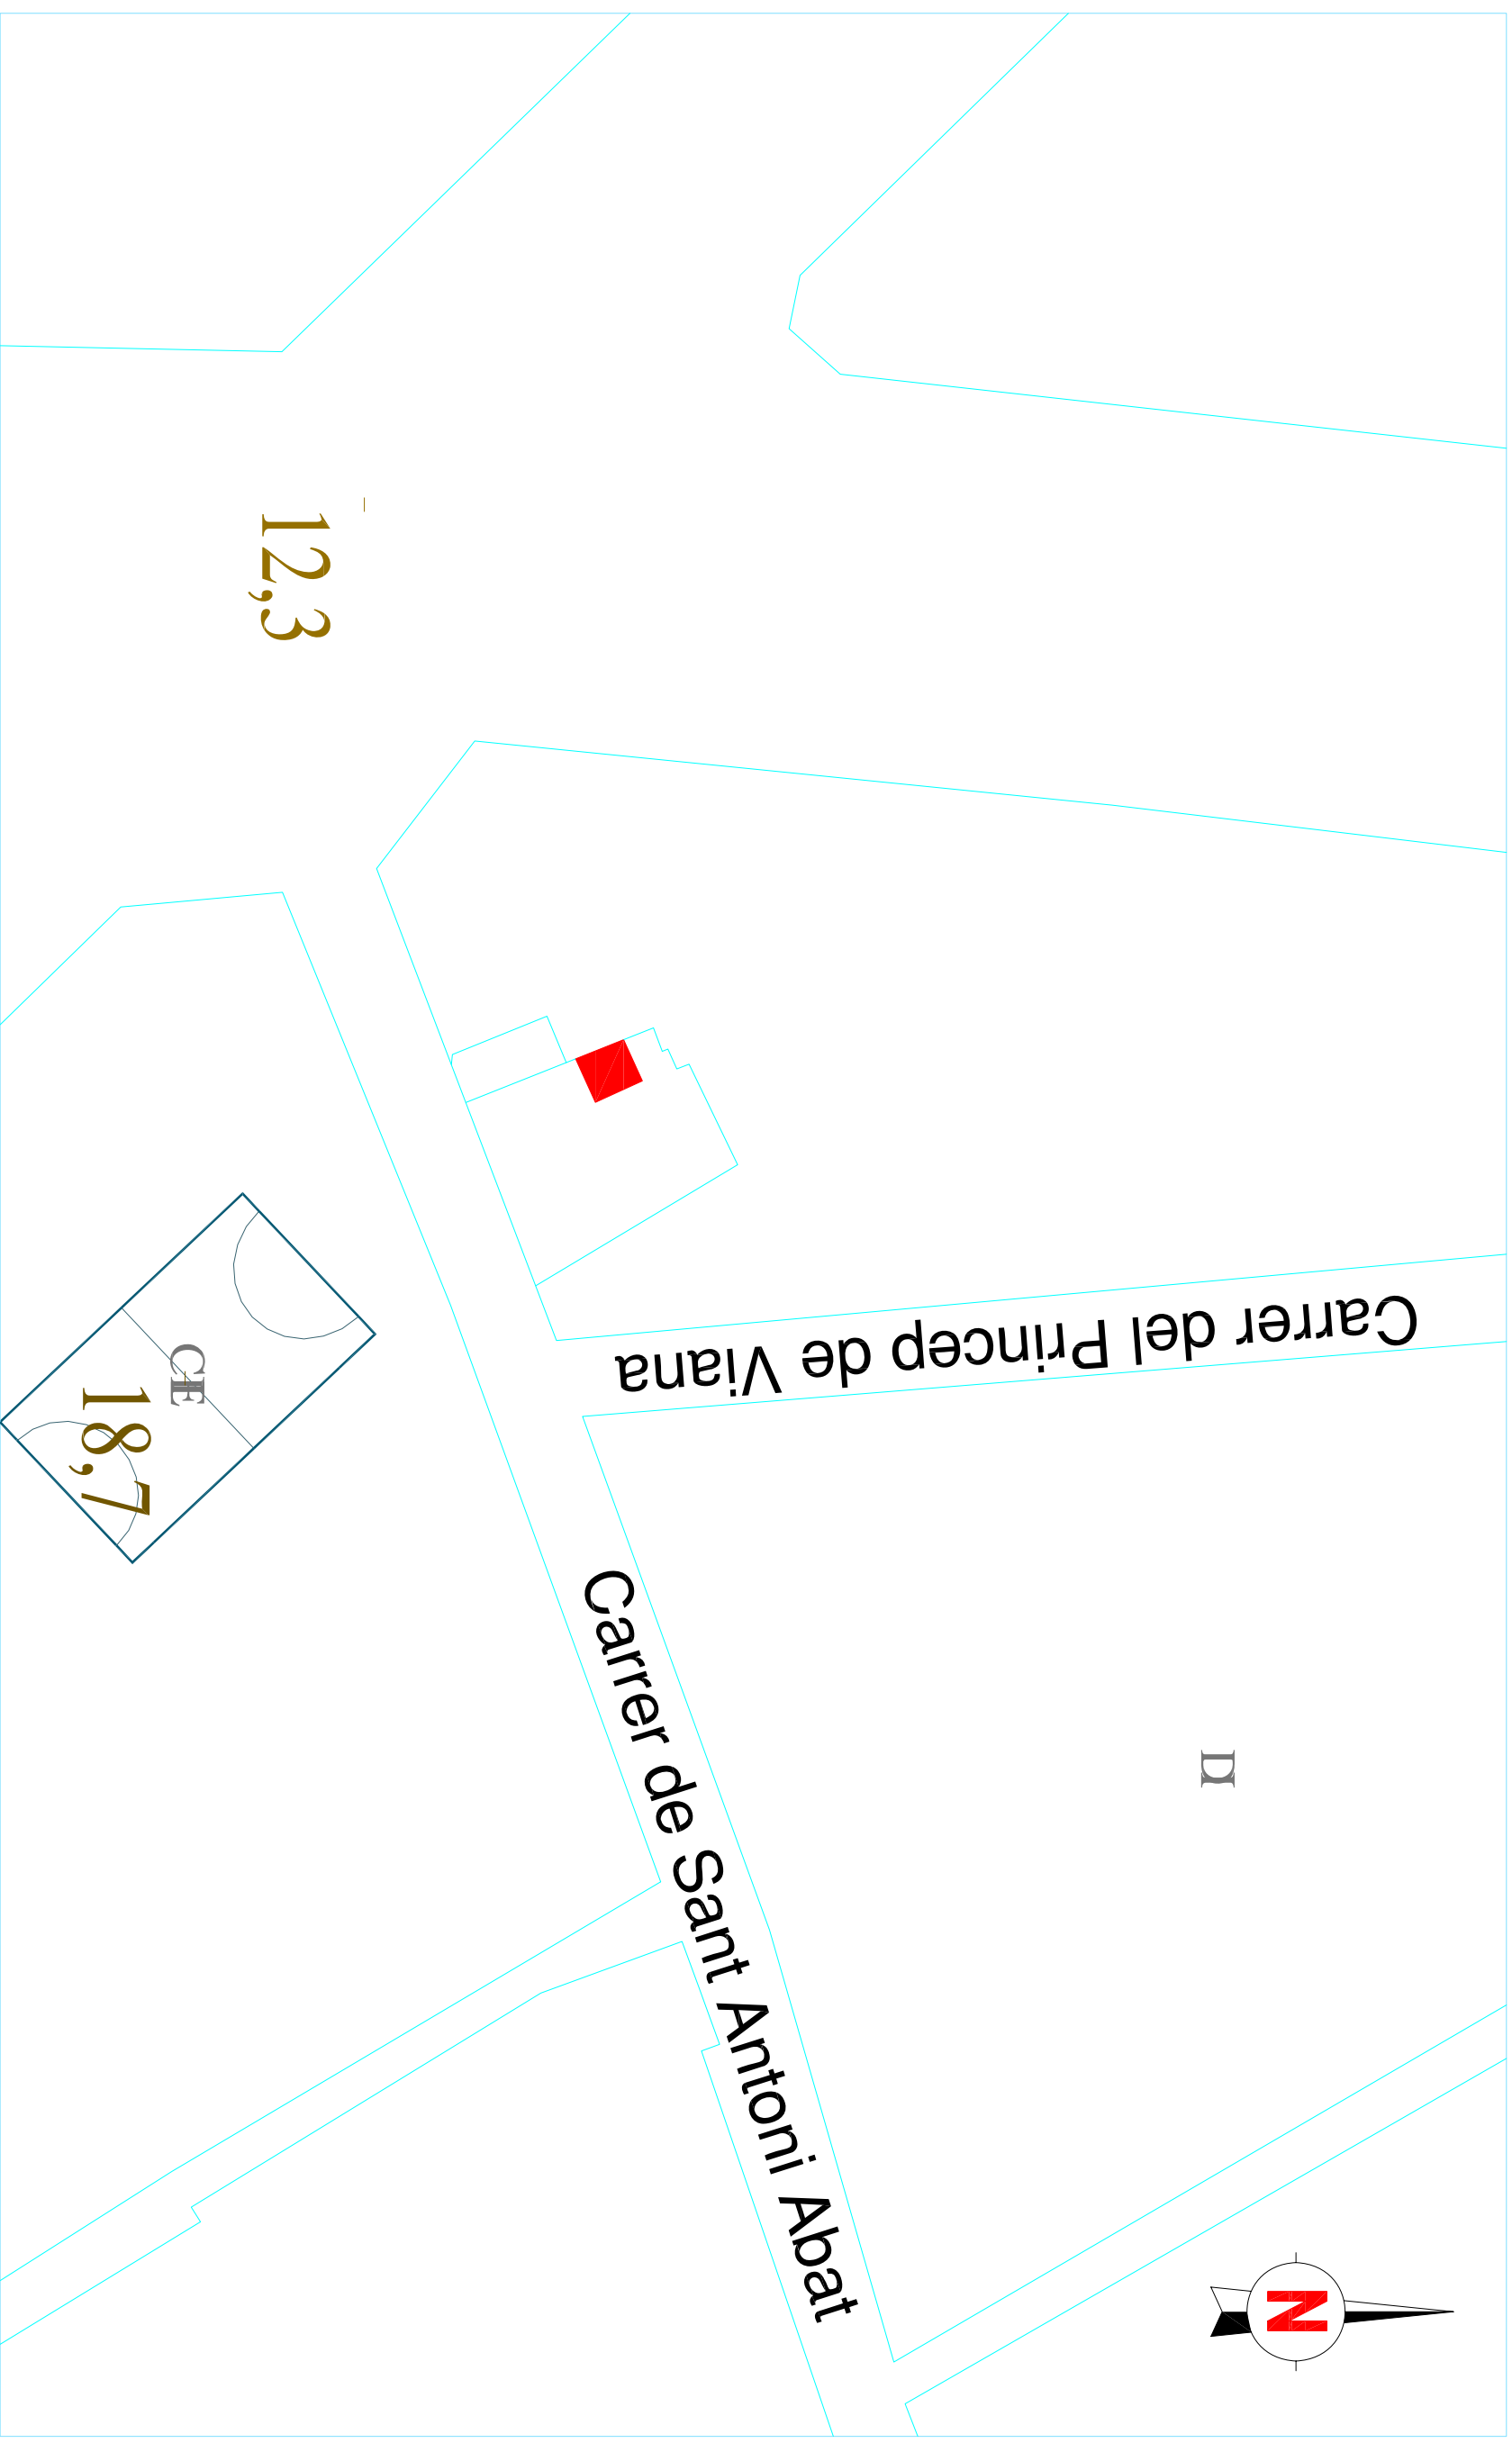 12,3
Carrer del Príncep de Viana
CE
18,7
Carrer de Sant Antoni Abat
D
N